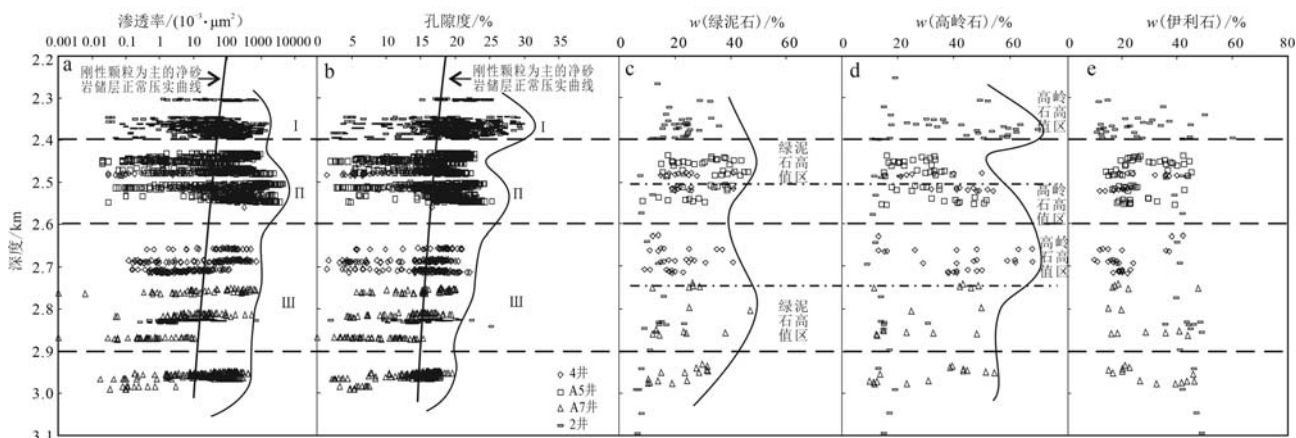 渗透率/(10⁻³·μm²)
孔隙度/%
w(绿泥石)/%
w(高岭石)/%
w(伊利石)/%
0.001 0.1 1 10 100 1000 10000
0 5 10 15 20 25 30 35
0 20 40 60 80
0 20 40 60 80
0 20 40 60 80
深度/km
2.2
2.3
2.4
2.5
2.6
2.7
2.8
2.9
3.0
3.1
a
刚性颗粒为主的净砂
岩储层正常压实曲线
I
II
III
b
刚性颗粒为主的净砂
岩储层正常压实曲线
I
II
III
4井
A5井
A7井
2井
c
绿泥
石高
值区
绿泥
石高
值区
d
高岭
石高
值区
高岭
石高
值区
高岭
石高
值区
e